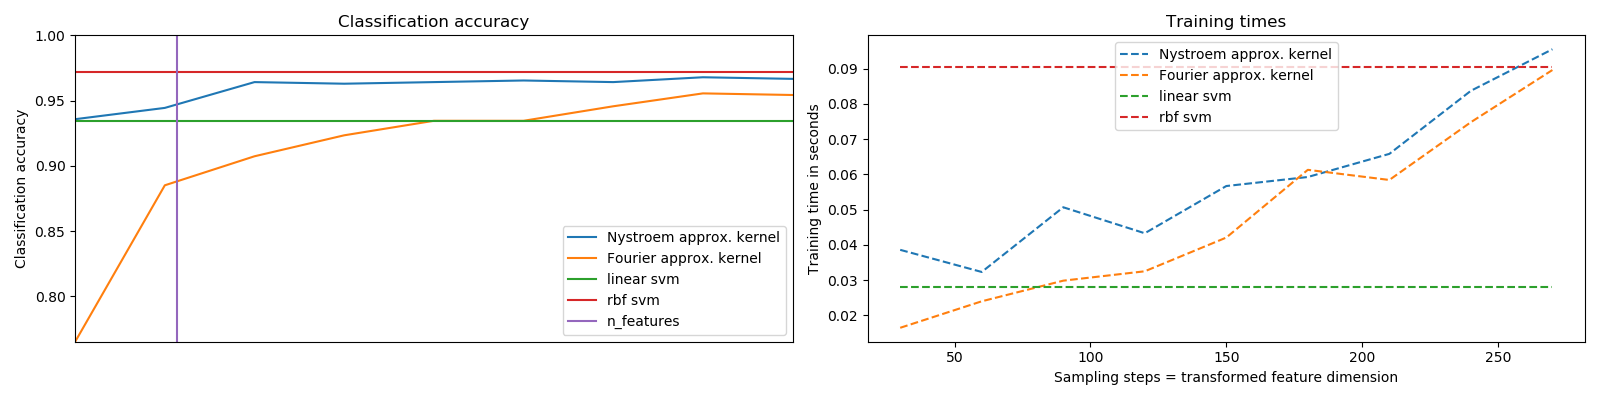 Classification accuracy
Classification accuracy
1.00
0.95
0.90
0.85
0.80
Nystroem approx. kernel
Fourier approx. kernel
linear svm
rbf svm
n_features
Training times
Training time in seconds
0.09
0.08
0.07
0.06
0.05
0.04
0.03
0.02
Nystroem approx. kernel
Fourier approx. kernel
linear svm
rbf svm
50
100
150
200
250
Sampling steps = transformed feature dimension